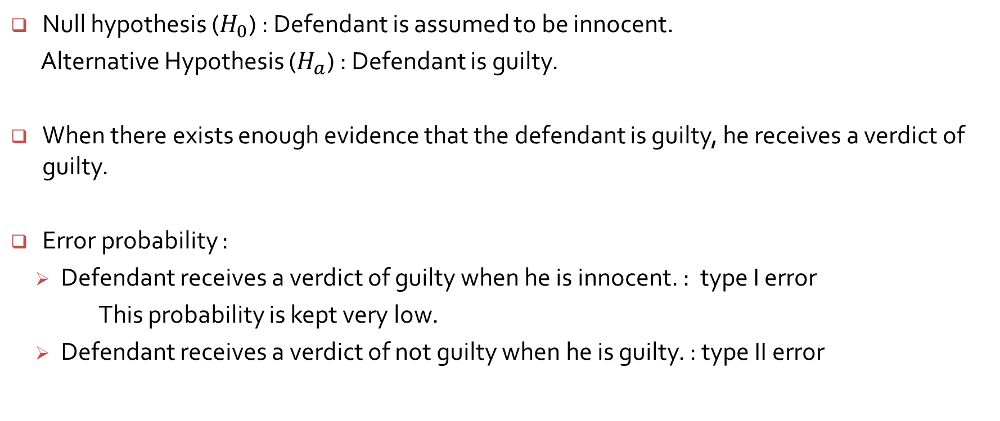 Null hypothesis (H₀) : Defendant is assumed to be innocent.
Alternative Hypothesis (Hₐ) : Defendant is guilty.
When there exists enough evidence that the defendant is guilty, he receives a verdict of
guilty.
Error probability :
Defendant receives a verdict of guilty when he is innocent. : type I error
This probability is kept very low.
Defendant receives a verdict of not guilty when he is guilty. : type II error